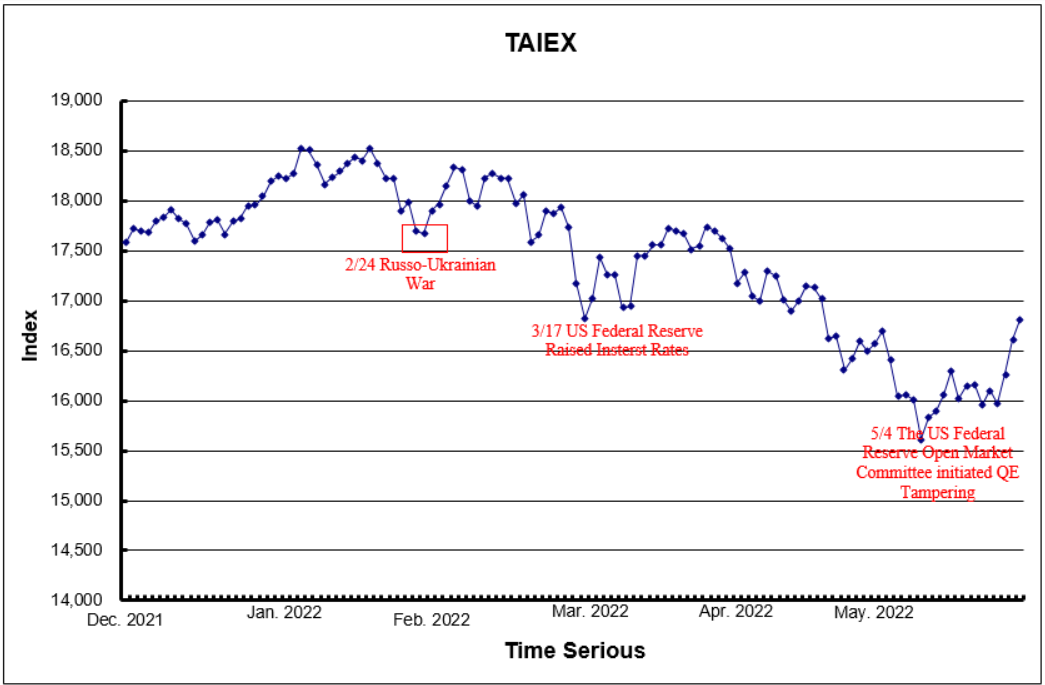 TAIEX
19,000
18,500
18,000
17,500
17,000
16,500
16,000
15,500
15,000
14,500
14,000
Index
2/24 Russo-Ukrainian
War
3/17 US Federal Reserve
Raised Insterst Rates
5/4 The US Federal
Reserve Open Market
Committee initiated QE
Tampering
Dec. 2021
Jan. 2022
Feb. 2022
Mar. 2022
Apr. 2022
May. 2022
Time Serious